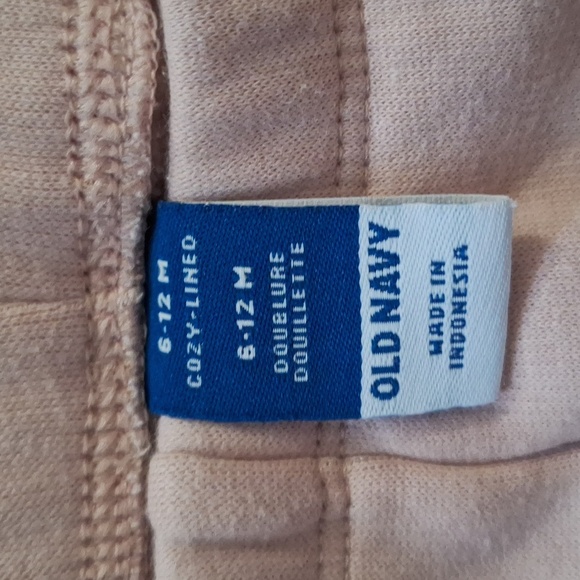 6-12 M
COZY-LINED
6-12 M
DOUBLURE
DOUILLETTE
OLD NAVY
MADE IN
INDONESIA